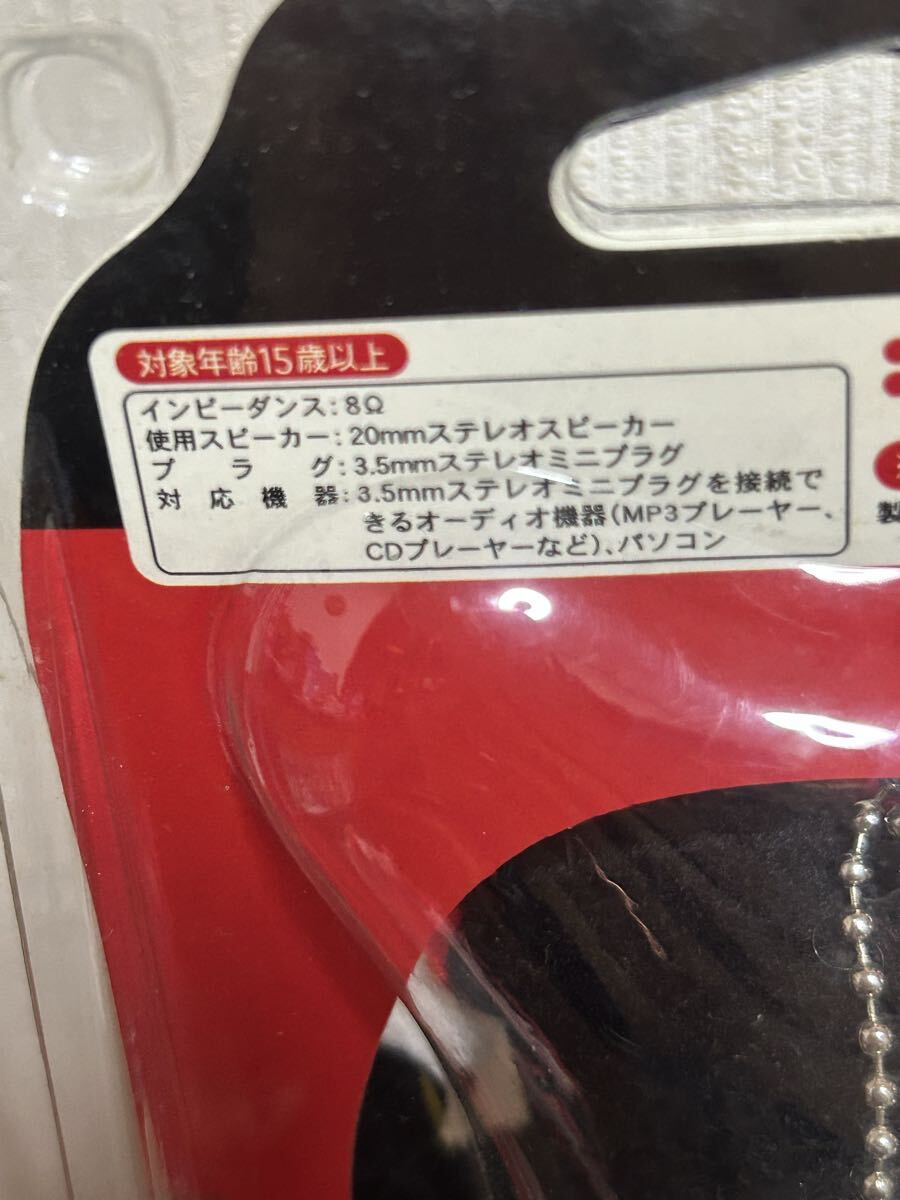 対象年齢15歳以上
インピーダンス:8Ω
使用スピーカー:20mmステレオスピーカー
プラグ:3.5mmステレオミニプラグ
対応機器:3.5mmステレオミニプラグを接続で
きるオーディオ機器(MP3プレーヤー、
CDプレーヤーなど)、パソコン
製